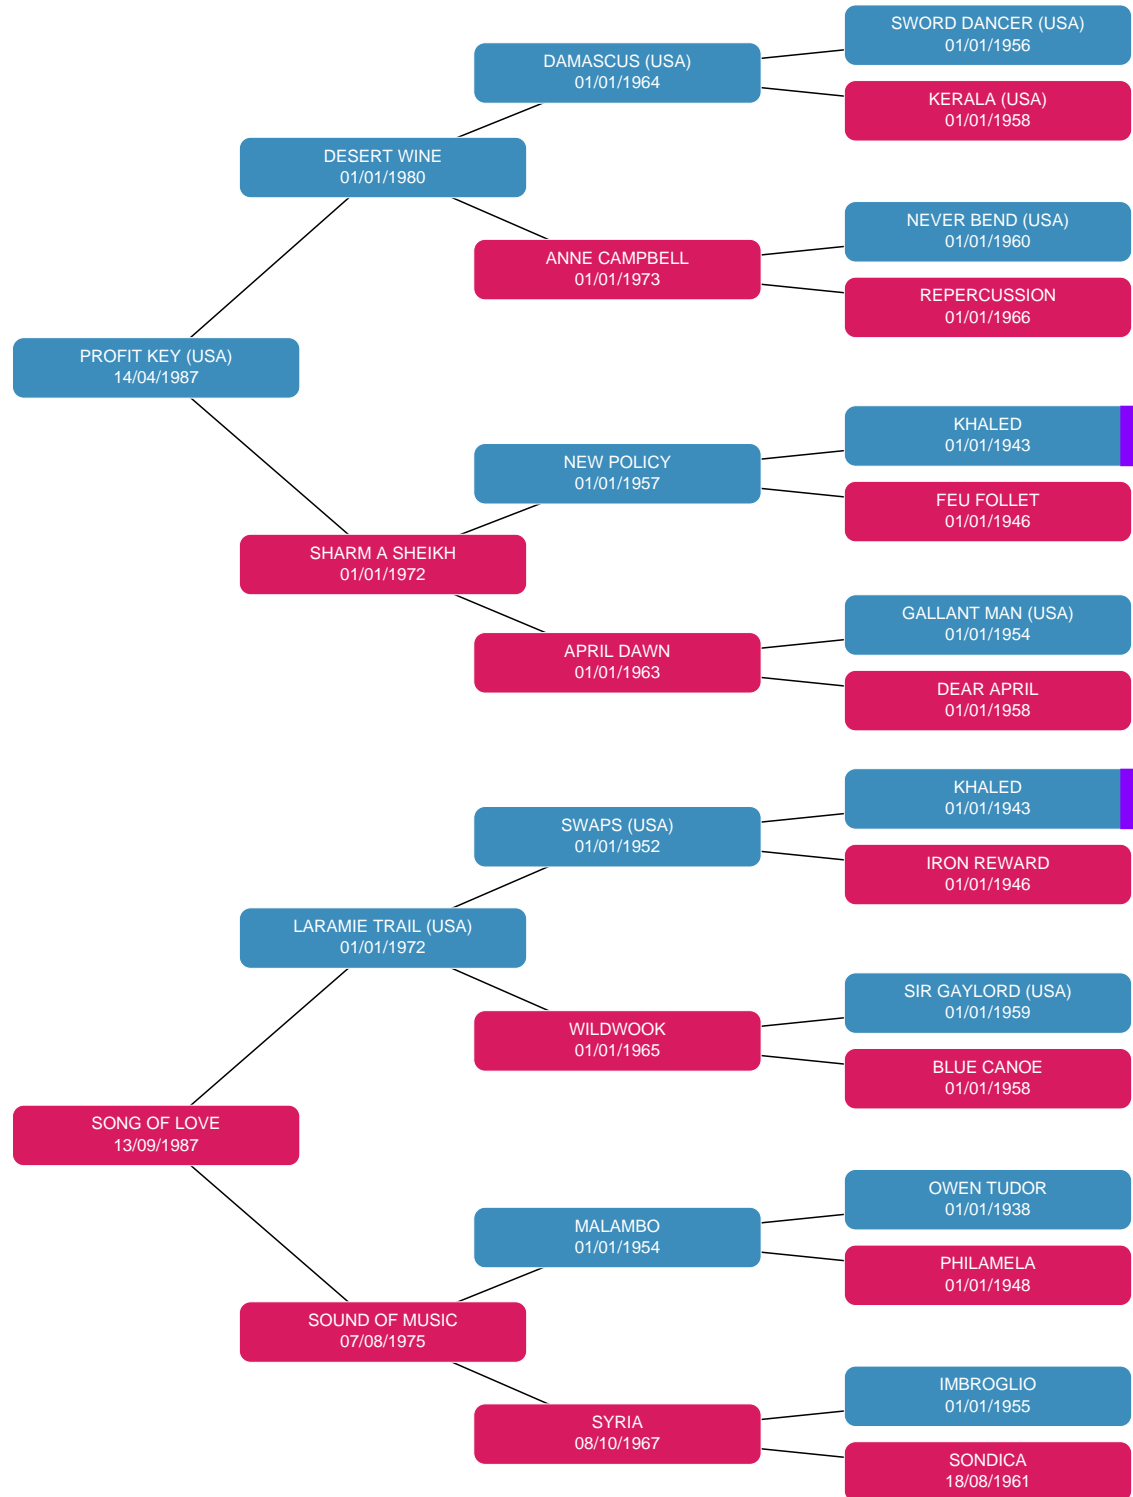 SWORD DANCER (USA)
01/01/1956
DAMASCUS (USA)
01/01/1964
KERALA (USA)
01/01/1958
DESERT WINE
01/01/1980
NEVER BEND (USA)
01/01/1960
ANNE CAMPBELL
01/01/1973
REPERCUSSION
01/01/1966
PROFIT KEY (USA)
14/04/1987
KHALED
01/01/1943
NEW POLICY
01/01/1957
FEU FOLLET
01/01/1946
SHARM A SHEIKH
01/01/1972
GALLANT MAN (USA)
01/01/1954
APRIL DAWN
01/01/1963
DEAR APRIL
01/01/1958
KHALED
01/01/1943
SWAPS (USA)
01/01/1952
IRON REWARD
01/01/1946
LARAMIE TRAIL (USA)
01/01/1972
SIR GAYLORD (USA)
01/01/1959
WILDWOOK
01/01/1965
BLUE CANOE
01/01/1958
SONG OF LOVE
13/09/1987
OWEN TUDOR
01/01/1938
MALAMBO
01/01/1954
PHILAMELA
01/01/1948
SOUND OF MUSIC
07/08/1975
IMBROGLIO
01/01/1955
SYRIA
08/10/1967
SONDICA
18/08/1961